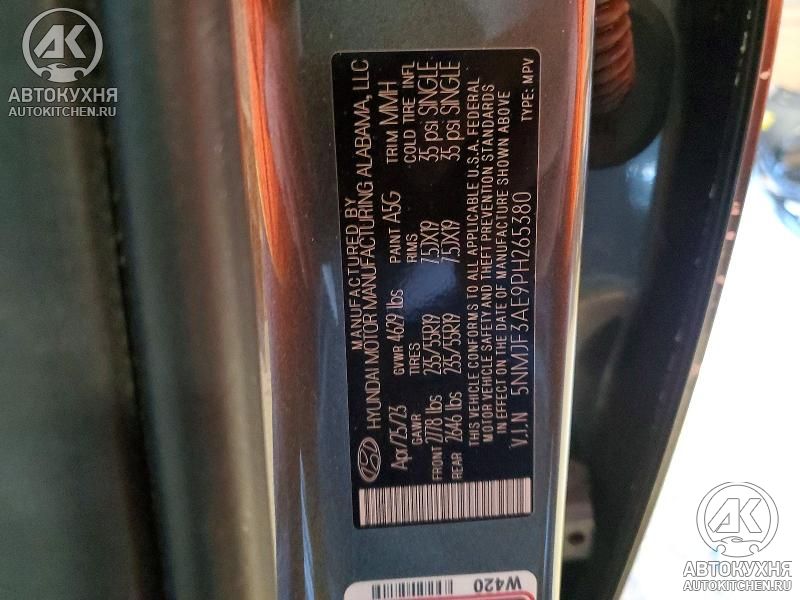 АК
АВТОКУХНЯ
AUTOKITCHEN.RU
MANUFACTURED BY
HYUNDAI MOTOR MANUFACTURING ALABAMA, LLC
Apr/25/23 GVWR 4629 lbs PAINT A5G TRIM MMH
GAWR TIRES RIMS COLD TIRE INFL
FRONT 2778 lbs 235/55R19 7.5JX19 35 psi SINGLE
REAR 2646 lbs 235/55R19 7.5JX19 35 psi SINGLE
THIS VEHICLE CONFORMS TO ALL APPLICABLE U.S.A. FEDERAL
MOTOR VEHICLE SAFETY AND THEFT PREVENTION STANDARDS
IN EFFECT ON THE DATE OF MANUFACTURE SHOWN ABOVE
V.I.N 5NMJF3AE9PH265380 TYPE: MPV
W420
АК
АВТОКУХНЯ
AUTOKITCHEN.RU